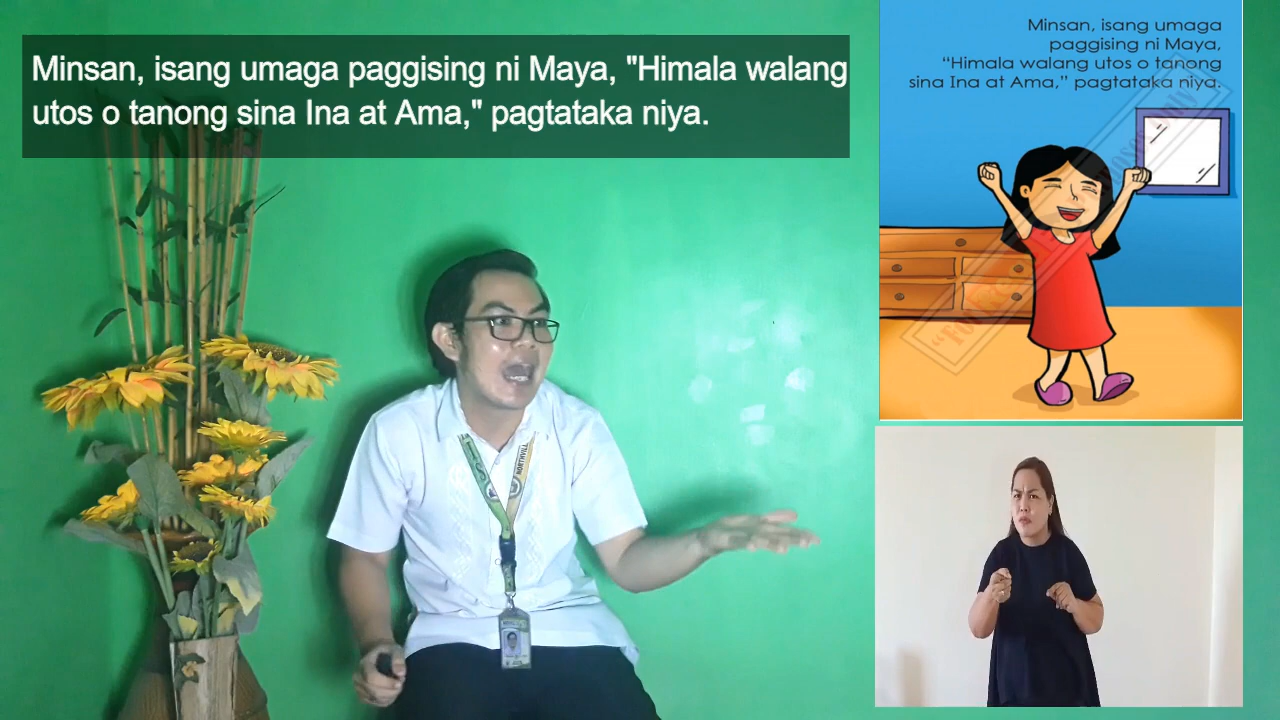 Minsan, isang umaga paggising ni Maya, "Himala walang
utos o tanong sina Ina at Ama," pagtataka niya.
Minsan, isang umaga
paggising ni Maya,
“Himala walang utos o tanong
sina Ina at Ama,” pagtataka niya.
NORTHVILL